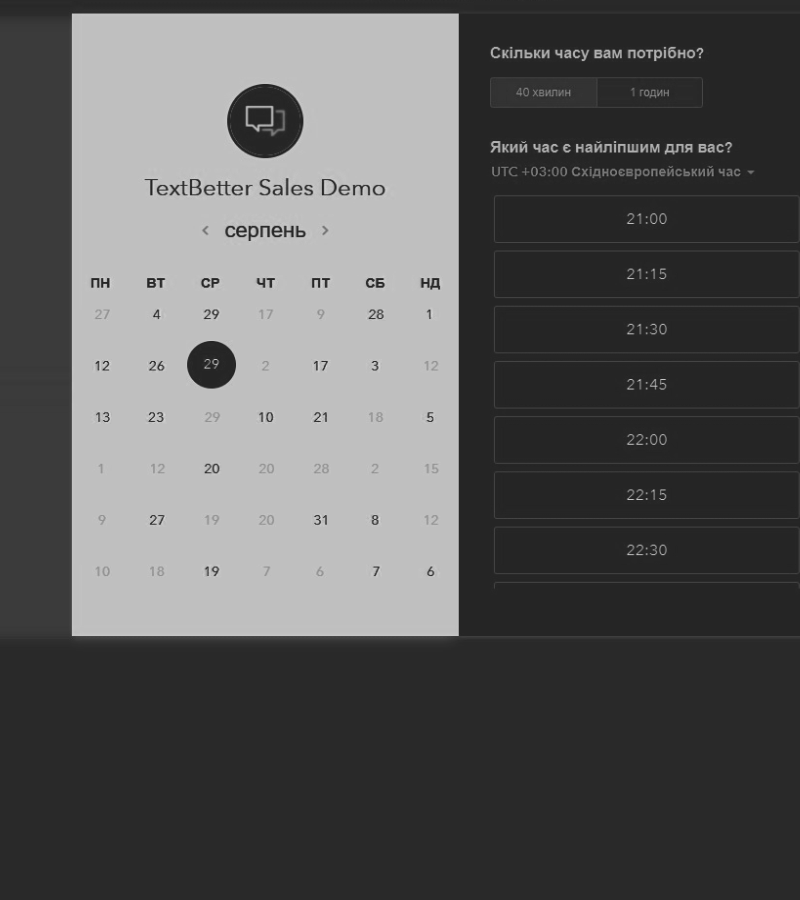 TextBetter Sales Demo
серпень
ПН ВТ СР ЧТ ПТ СБ НД
27 4 29 17 9 28 1
12 26 29 2 17 3 12
13 23 29 10 21 18 5
1 12 20 20 28 2 15
9 27 19 20 31 8 12
10 18 19 7 6 7 6
Скільки часу вам потрібно?
40 хвилин 1 годин
Який час є найліпшим для вас?
UTC +03:00 Східноєвропейський час
21:00
21:15
21:30
21:45
22:00
22:15
22:30